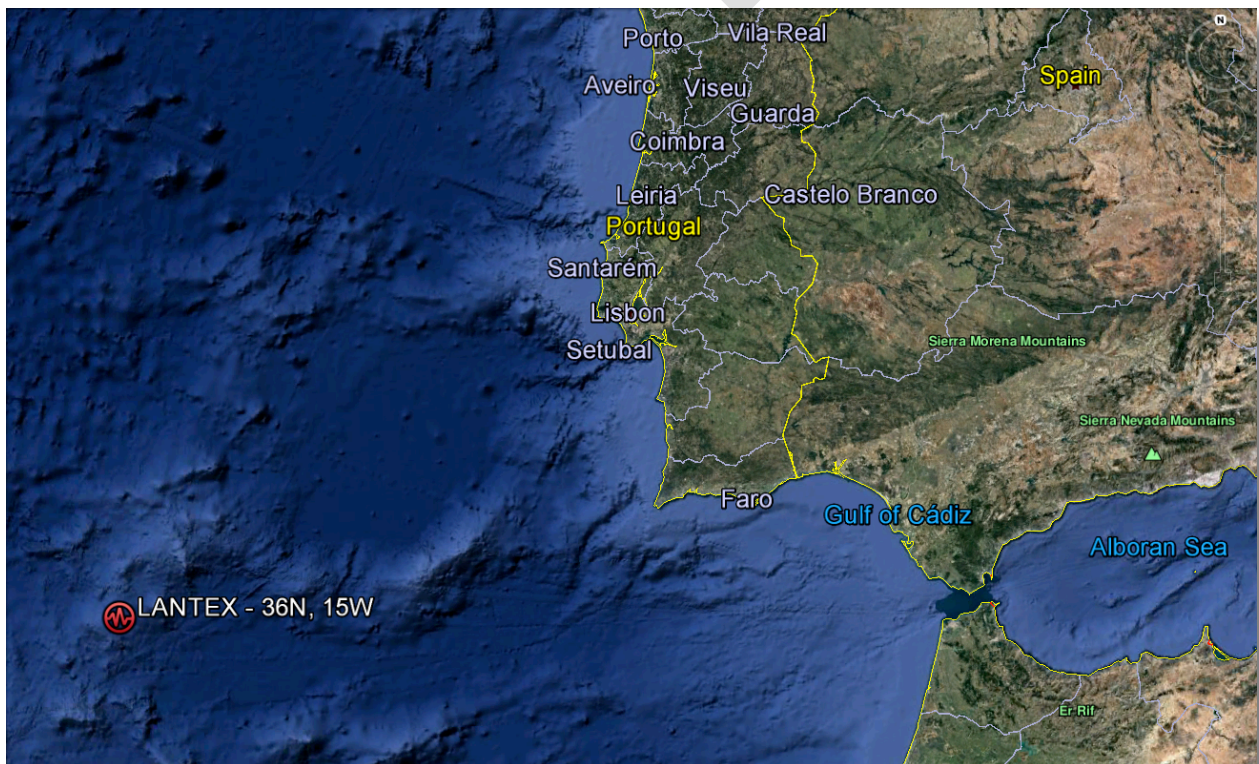 N
Porto
Vila Real
Spain
Aveiro
Viseu
Guarda
Coimbra
Leiria
Castelo Branco
Portugal
Santarém
Lisbon
Setubal
Sierra Morena Mountains
Sierra Nevada Mountains
Faro
Gulf of Cádiz
Alboran Sea
LANTEX - 36N, 15W
Er Rif